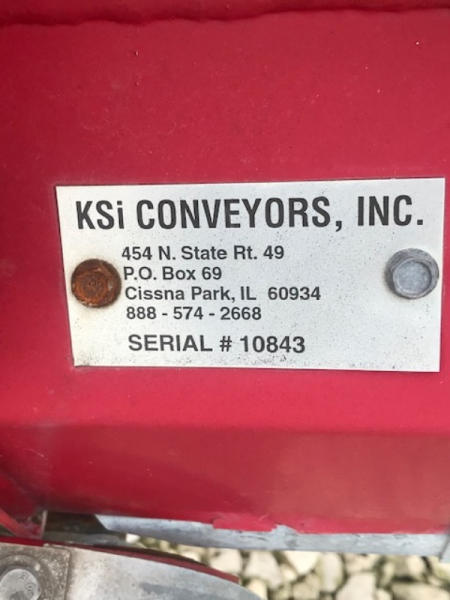 KSi CONVEYORS, INC.
454 N. State Rt. 49
P.O. Box 69
Cissna Park, IL 60934
888 - 574 - 2668
SERIAL # 10843